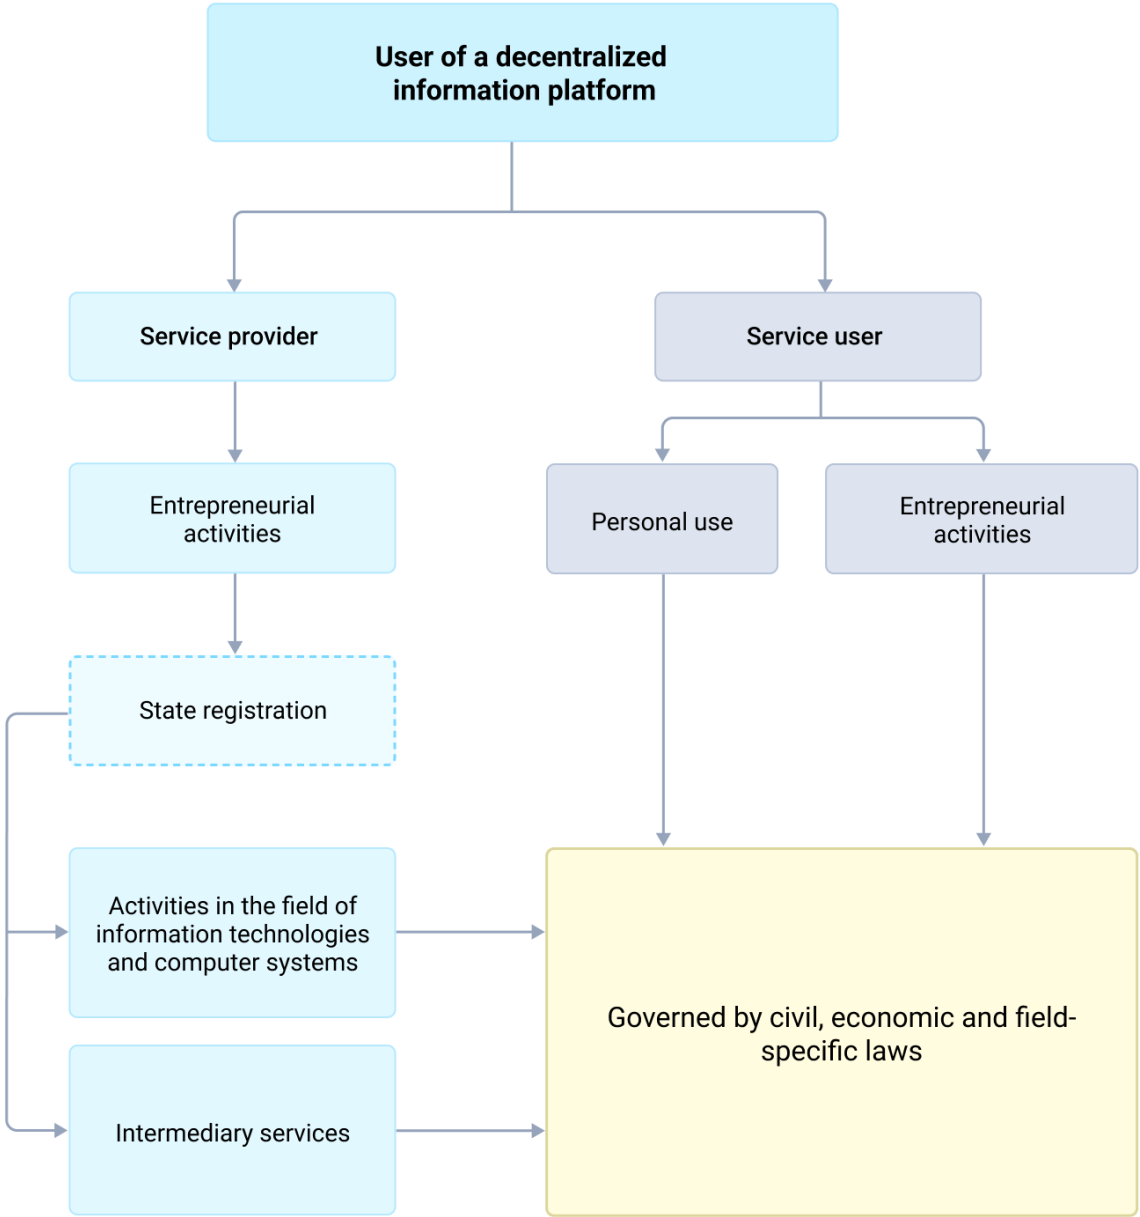 User of a decentralized
information platform
Service provider
Service user
Entrepreneurial
activities
Personal use
Entrepreneurial
activities
State registration
Activities in the field of
information technologies
and computer systems
Governed by civil, economic and field-
specific laws
Intermediary services